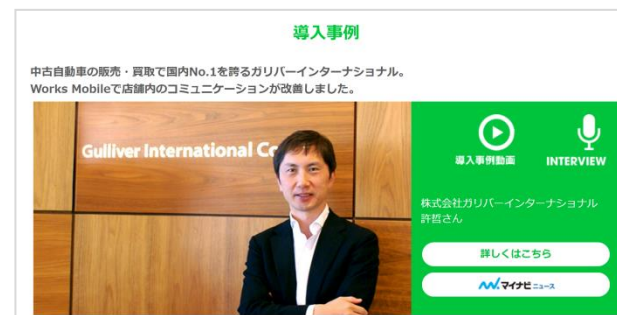 導入事例
中古自動車の販売・買取で国内No.1を誇るガリバーインターナショナル。
Works Mobileで店舗内のコミュニケーションが改善しました。
Gulliver International Co
導入事例動画
INTERVIEW
株式会社ガリバーインターナショナル
許哲さん
詳しくはこちら
マイナビニュース